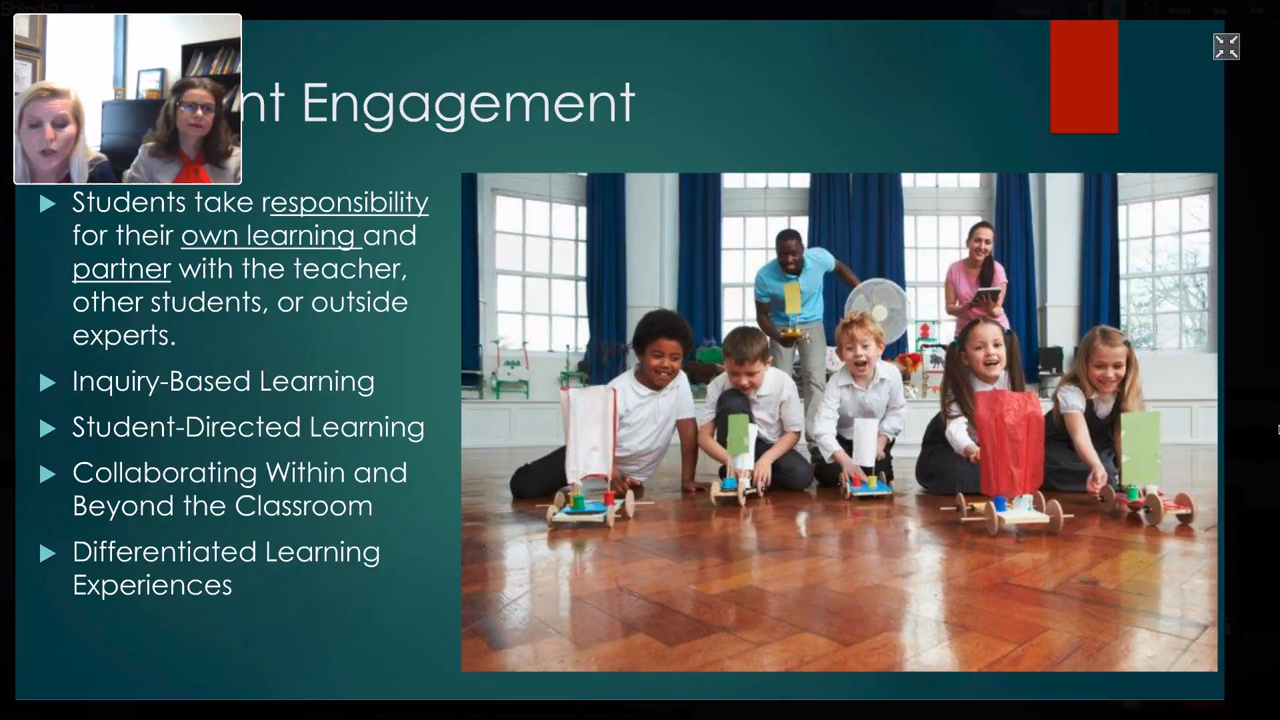 nt Engagement
Students take responsibility
for their own learning and
partner with the teacher,
other students, or outside
experts.
Inquiry-Based Learning
Student-Directed Learning
Collaborating Within and
Beyond the Classroom
Differentiated Learning
Experiences